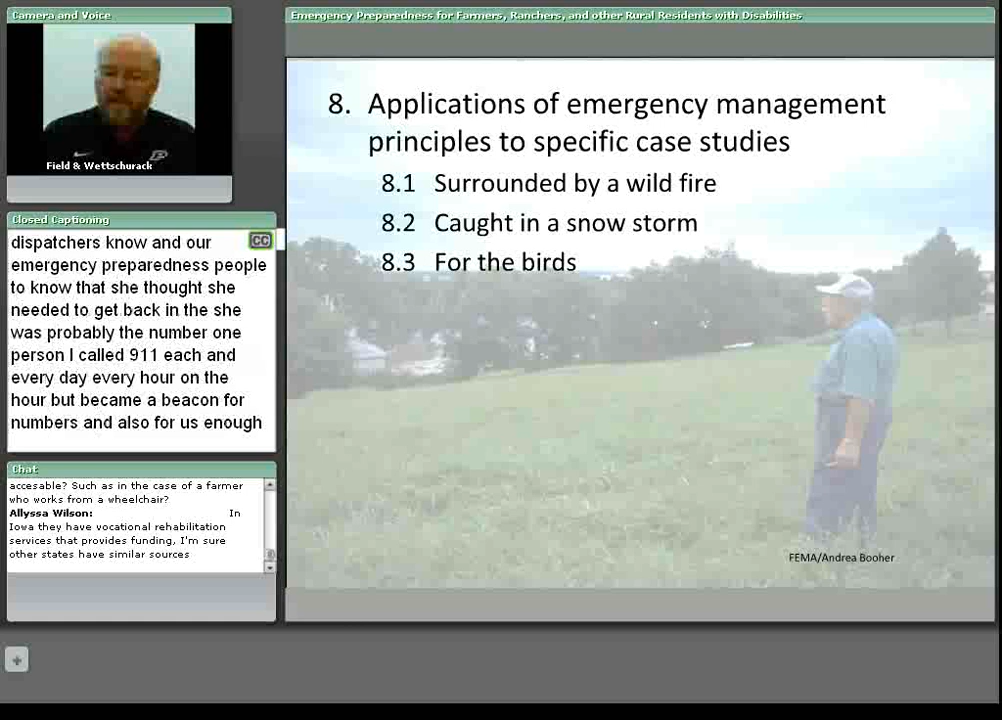 Camera and Voice
Field & Wettschurack
Closed Captioning
CC
dispatchers know and our
emergency preparedness people
to know that she thought she
needed to get back in the she
was probably the number one
person I called 911 each and
every day every hour on the
hour but became a beacon for
numbers and also for us enough
Chat
accesable? Such as in the case of a farmer
who works from a wheelchair?
Allyssa Wilson: In
Iowa they have vocational rehabilitation
services that provides funding, I'm sure
other states have similar sources
Emergency Preparedness for Farmers, Ranchers, and other Rural Residents with Disabilities
8. Applications of emergency management
principles to specific case studies
8.1 Surrounded by a wild fire
8.2 Caught in a snow storm
8.3 For the birds
FEMA/Andrea Booher